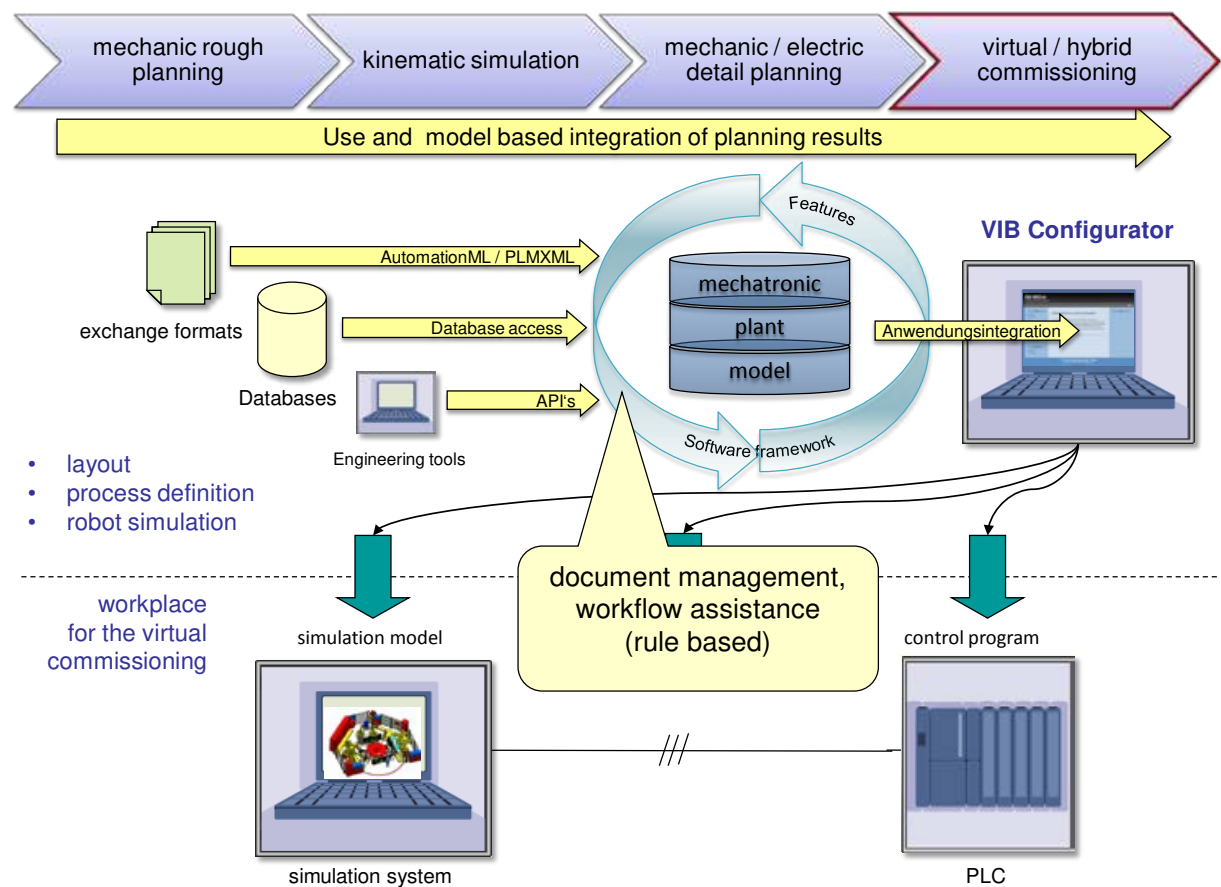 mechanic rough
planning
kinematic simulation
mechanic / electric
detail planning
virtual / hybrid
commissioning
Use and model based integration of planning results
Features
VIB Configurator
AutomationML / PLMXML
exchange formats
mechatronic
plant
model
Database access
Anwendungsintegration
Databases
API's
Engineering tools
Software framework
• layout
• process definition
• robot simulation
document management,
workflow assistance
(rule based)
workplace
for the virtual
commissioning
simulation model
control program
simulation system
PLC